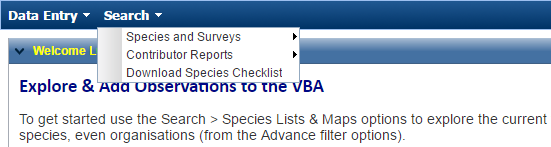 Data Entry Search
Species and Surveys
Welcome L
Contributor Reports
Download Species Checklist
Explore & Add Observations to the VBA
To get started use the Search > Species Lists & Maps options to explore the current
species, even organisations (from the Advance filter options).